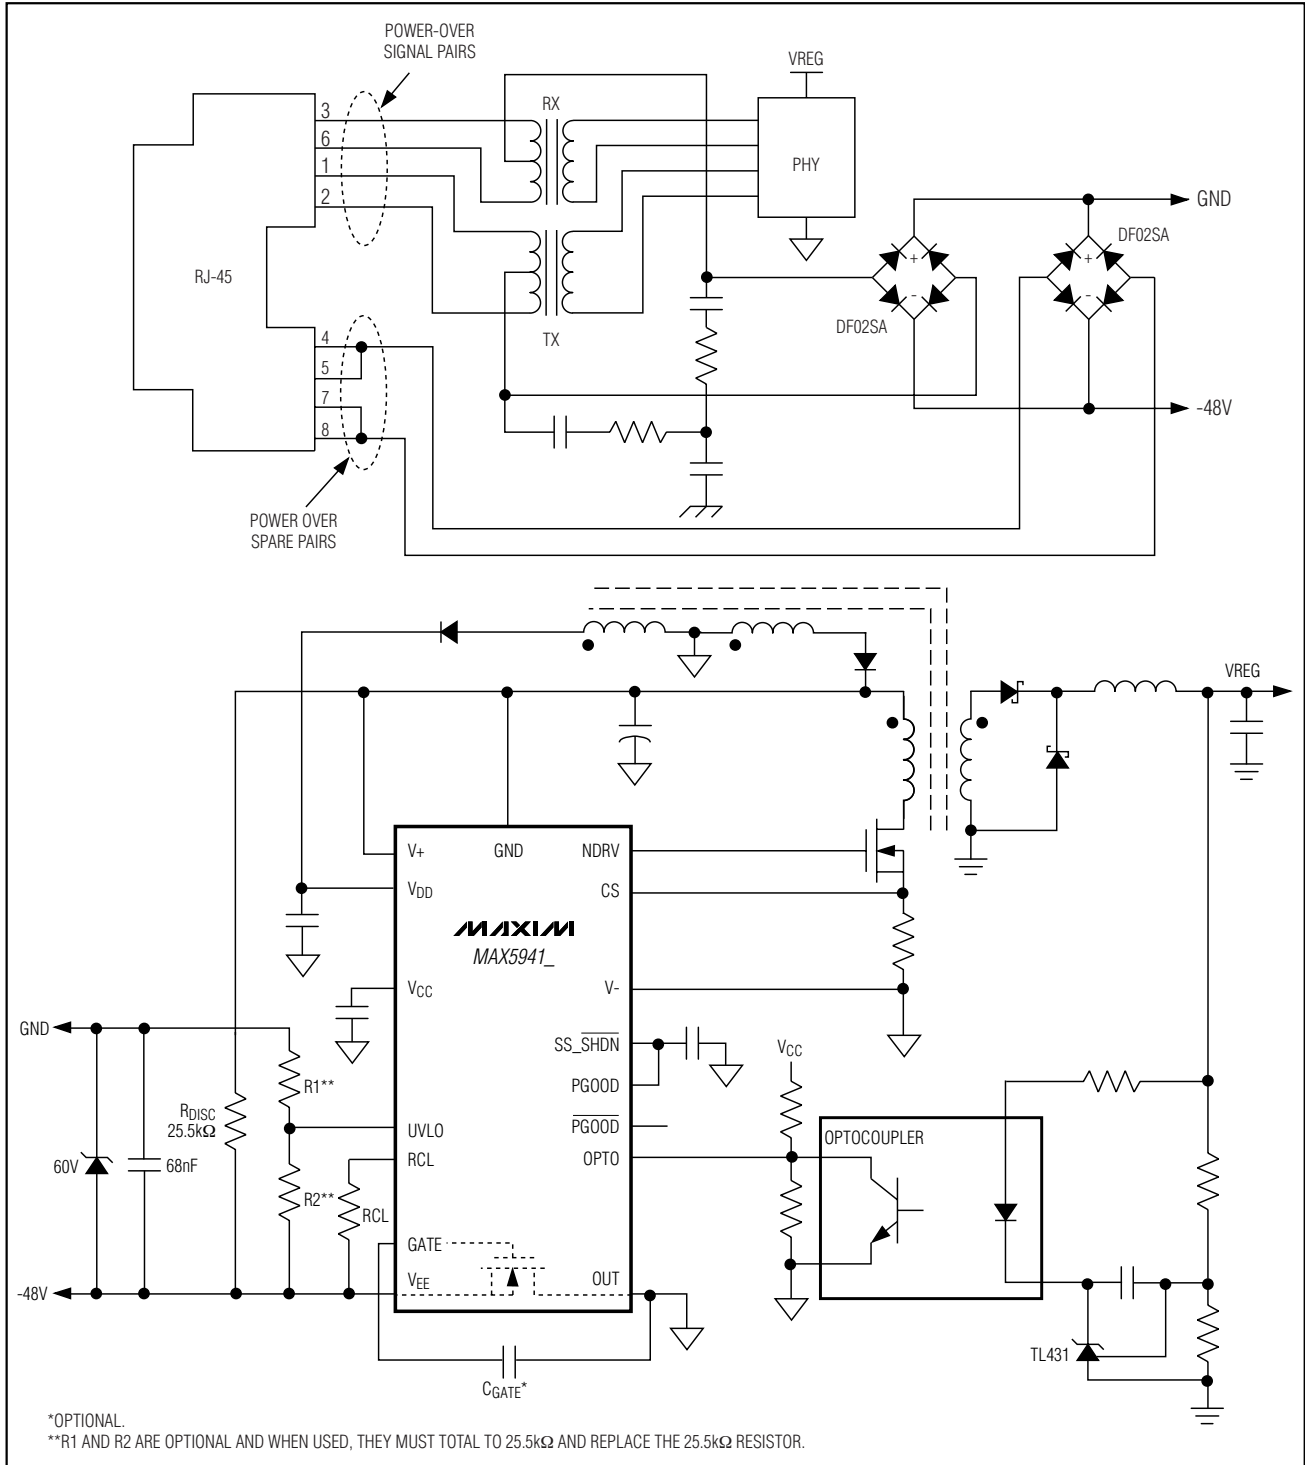 POWER-OVER
SIGNAL PAIRS
VREG
RX
3
6
1
2
PHY
GND
DF02SA
+
+
RJ-45
-
-
DF02SA
TX
4
5
7
8
-48V
POWER OVER
SPARE PAIRS
VREG
V+
GND
NDRV
VDD
CS
MAXIM
MAX5941_
VCC
V-
GND
SS_SHDN
VCC
R1**
PGOOD
RDISC
25.5kΩ
UVLO
PGOOD
OPTOCOUPLER
60V
68nF
RCL
OPTO
R2**
RCL
GATE
VEE
OUT
-48V
TL431
CGATE*
*OPTIONAL.
**R1 AND R2 ARE OPTIONAL AND WHEN USED, THEY MUST TOTAL TO 25.5kΩ AND REPLACE THE 25.5kΩ RESISTOR.